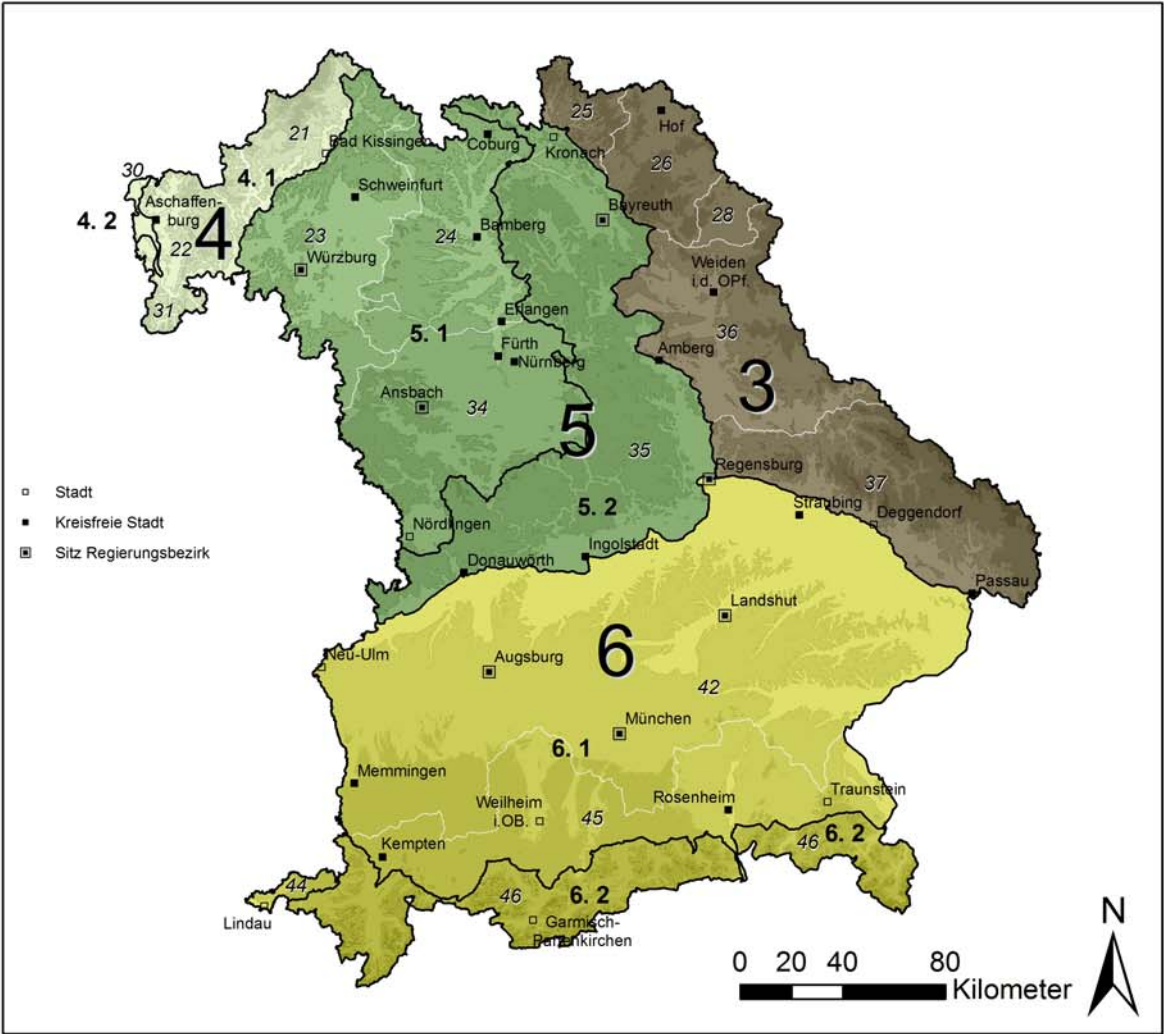 25
Hof
21
Bad Kissingen
Coburg
Kronach
26
30
4. 1
Schweinfurt
Aschaffen-
burg
4. 2
4
22
28
Bayreuth
23
24
Bamberg
Würzburg
Weiden
i.d. OPf.
31
Erlangen
5. 1
36
Fürth
Nürnberg
Amberg
3
Ansbach
34
5
35
Regensburg
37
Stadt
Kreisfreie Stadt
Sitz Regierungsbezirk
5. 2
Straubing
Deggendorf
Nördlingen
Ingolstadt
Donauwörth
Passau
Landshut
6
Neu-Ulm
Augsburg
42
München
6. 1
Memmingen
Weilheim
i.OB.
45
Rosenheim
Traunstein
Kempten
46
6. 2
44
46
6. 2
Lindau
Garmisch-
Partenkirchen
N
0 20 40 80
Kilometer